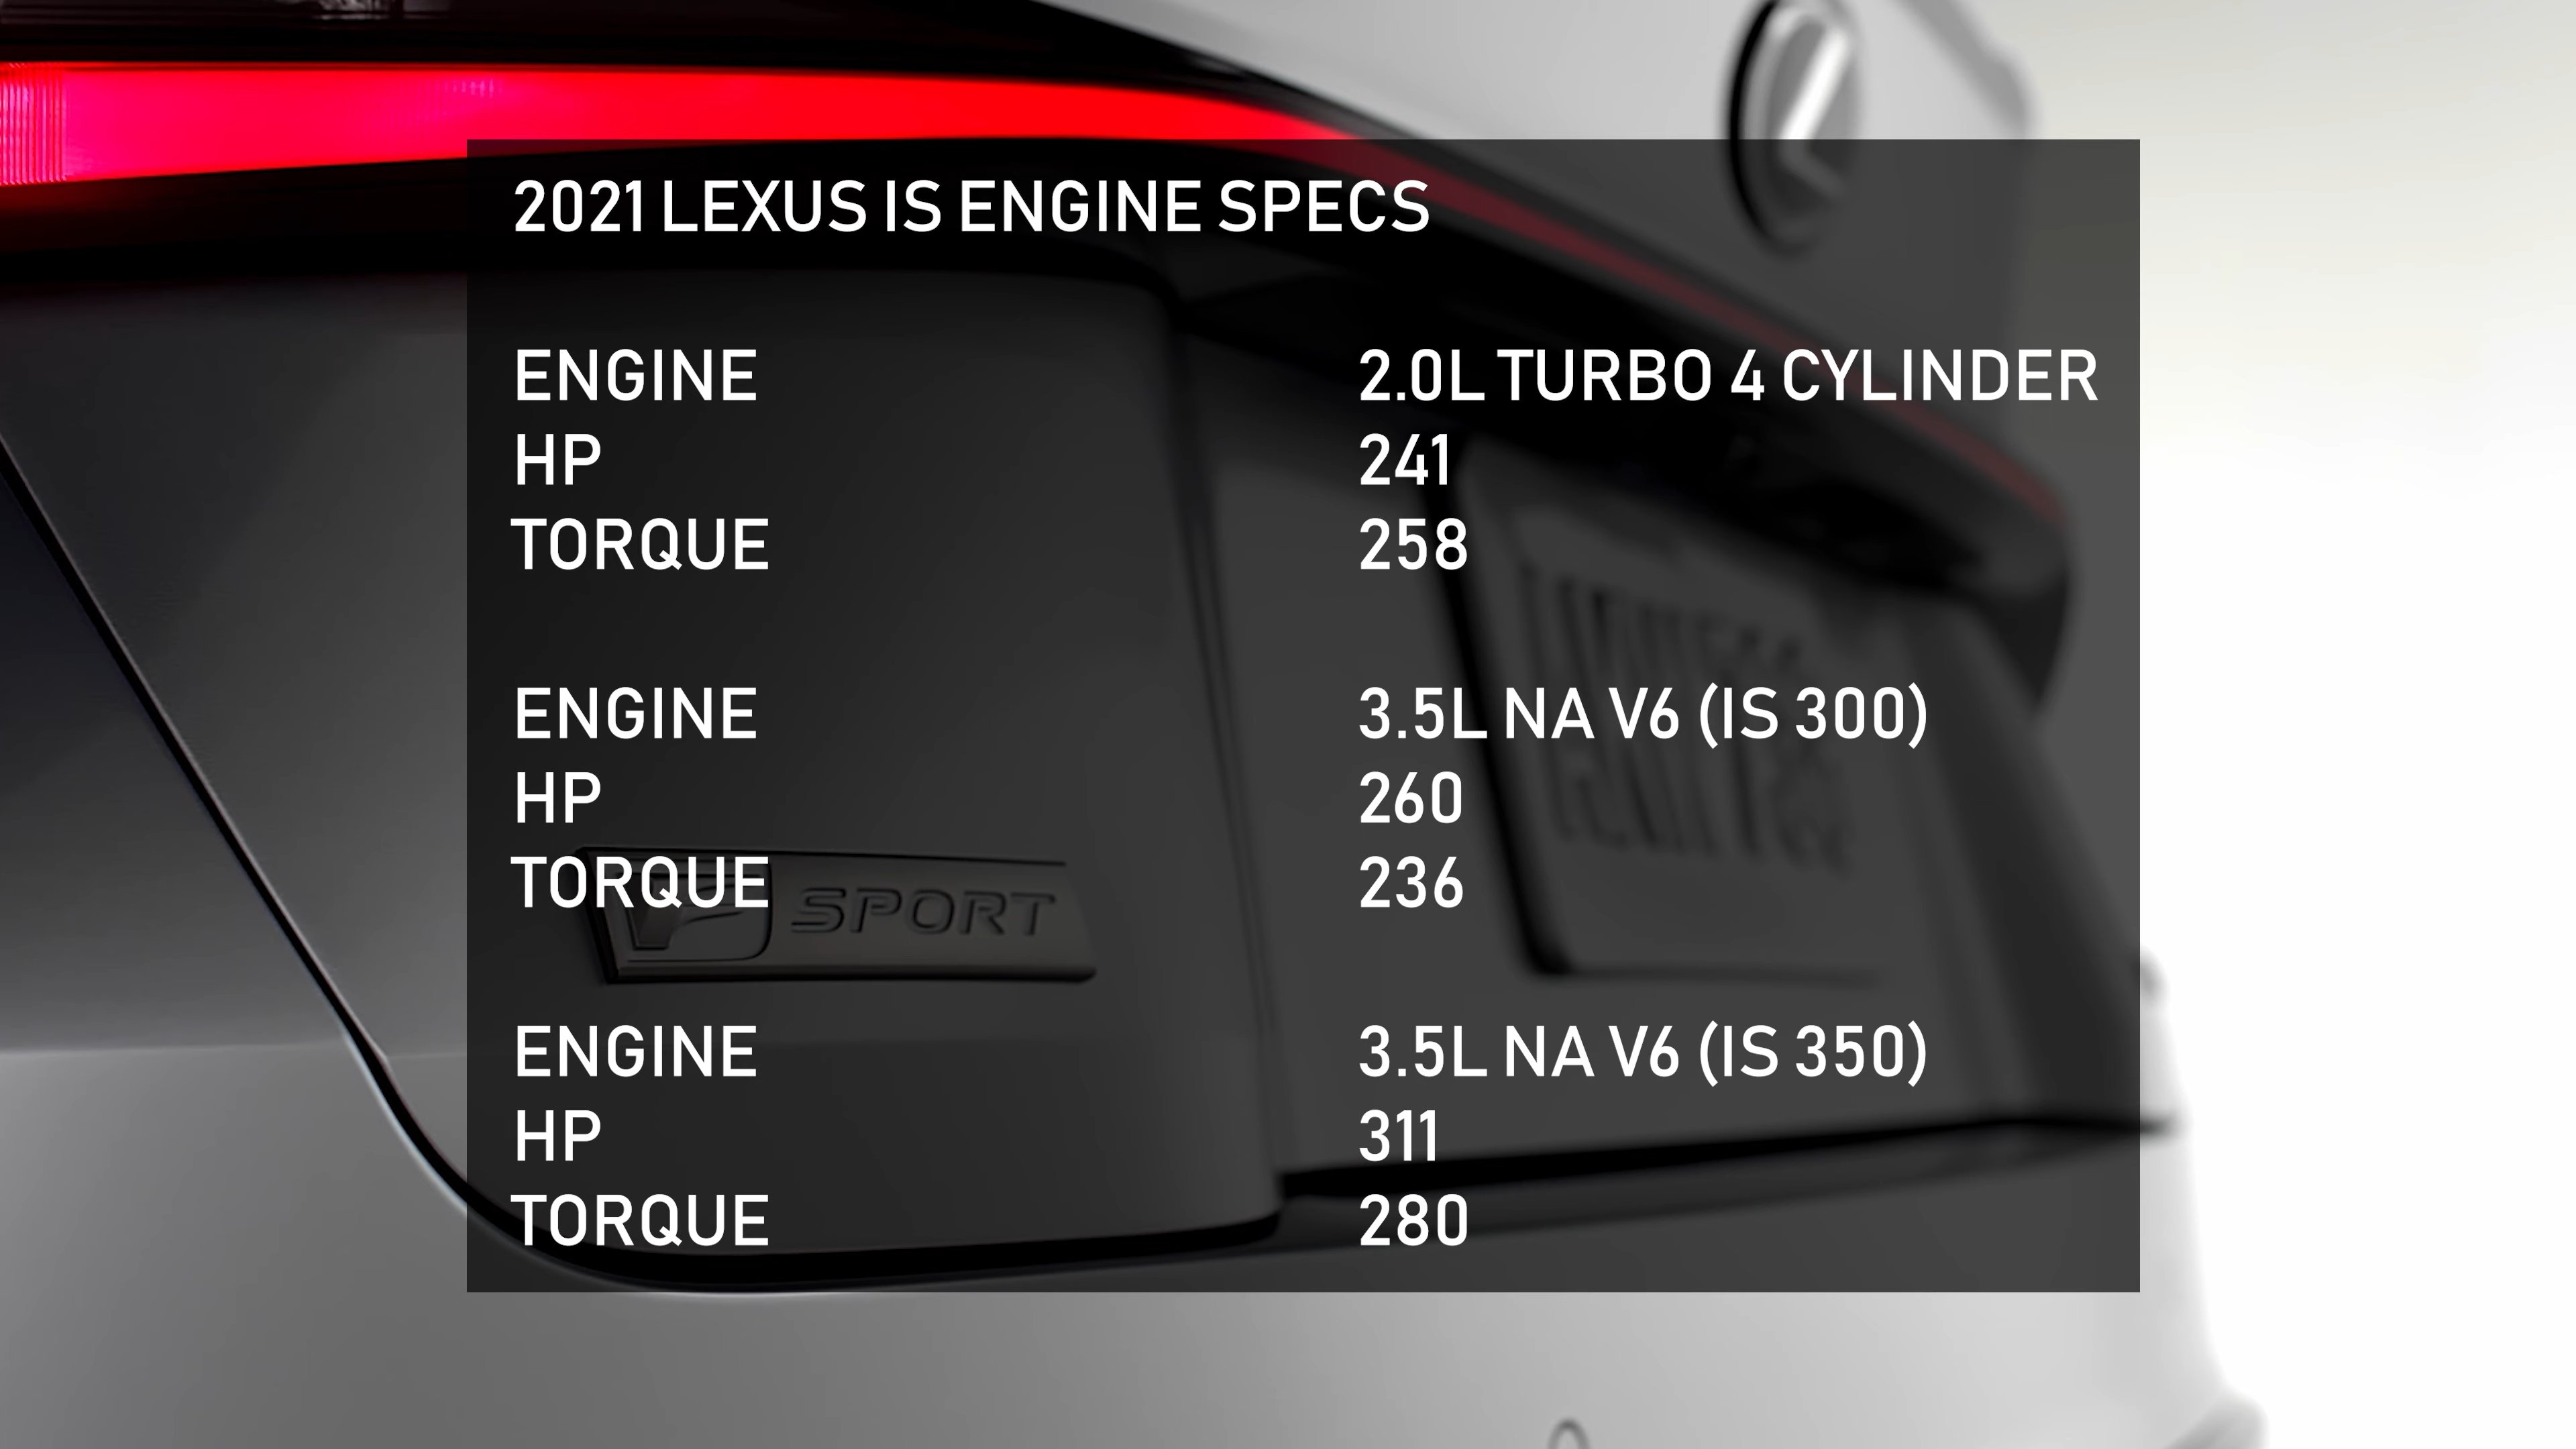 2021 LEXUS IS ENGINE SPECS
ENGINE 2.0L TURBO 4 CYLINDER
HP 241
TORQUE 258
ENGINE 3.5L NA V6 (IS 300)
HP 260
TORQUE 236
SPORT
ENGINE 3.5L NA V6 (IS 350)
HP 311
TORQUE 280